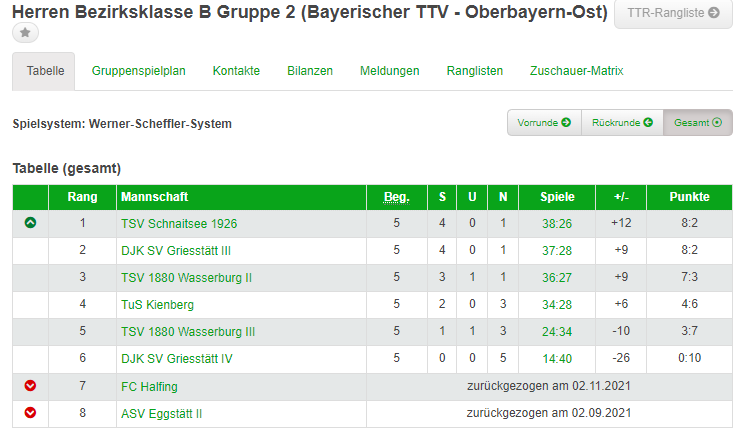 Herren Bezirksklasse B Gruppe 2 (Bayerischer TTV - Oberbayern-Ost) TTR-Rangliste
Tabelle Gruppenspielplan Kontakte Bilanzen Meldungen Ranglisten Zuschauer-Matrix
Spielsystem: Werner-Scheffler-System Vorrunde Rückrunde Gesamt
Tabelle (gesamt)
Rang Mannschaft Beg. S U N Spiele +/- Punkte
1 TSV Schnaitsee 1926 5 4 0 1 38:26 +12 8:2
2 DJK SV Griesstätt III 5 4 0 1 37:28 +9 8:2
3 TSV 1880 Wasserburg II 5 3 1 1 36:27 +9 7:3
4 TuS Kienberg 5 2 0 3 34:28 +6 4:6
5 TSV 1880 Wasserburg III 5 1 1 3 24:34 -10 3:7
6 DJK SV Griesstätt IV 5 0 0 5 14:40 -26 0:10
7 FC Halfing zurückgezogen am 02.11.2021
8 ASV Eggstätt II zurückgezogen am 02.09.2021